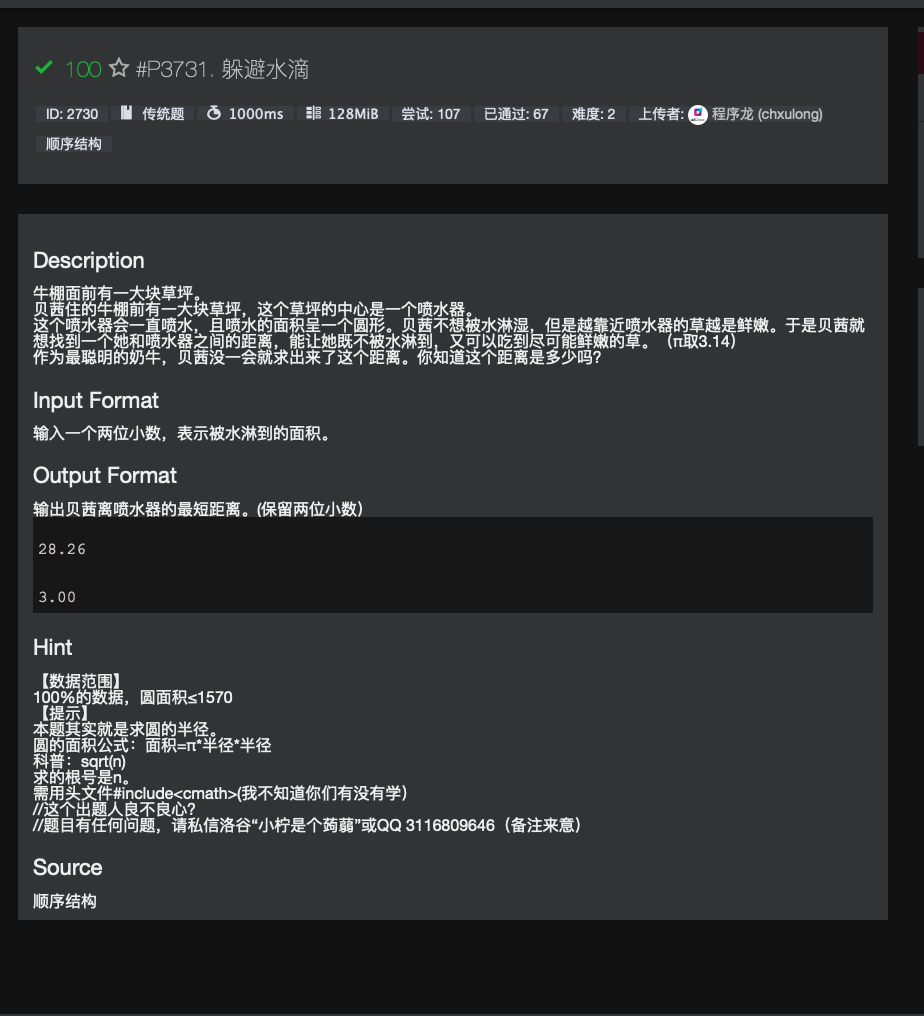 100 #P3731. 躲避水滴
ID: 2730 传统题 1000ms 128MiB 尝试: 107 已通过: 67 难度: 2 上传者: 程序龙 (chxulong)
顺序结构
Description
牛棚面前有一大块草坪。
贝茜住的牛棚前有一大块草坪，这个草坪的中心是一个喷水器。
这个喷水器会一直喷水，且喷水的面积呈一个圆形。贝茜不想被水淋湿，但是越靠近喷水器的草越是鲜嫩。于是贝茜就
想找到一个她和喷水器之间的距离，能让她既不被水淋到，又可以吃到尽可能鲜嫩的草。（π取3.14）
作为最聪明的奶牛，贝茜没一会就求出来了这个距离。你知道这个距离是多少吗？
Input Format
输入一个两位小数，表示被水淋到的面积。
Output Format
输出贝茜离喷水器的最短距离。(保留两位小数）
28.26
3.00
Hint
【数据范围】
100%的数据，圆面积≤1570
【提示】
本题其实就是求圆的半径。
圆的面积公式：面积=π*半径*半径
科普：sqrt(n)
求的根号是n。
需用头文件#include<cmath>(我不知道你们有没有学）
//这个出题人良不良心？
//题目有任何问题，请私信洛谷“小柠是个蒟蒻”或QQ 3116809646（备注来意）
Source
顺序结构